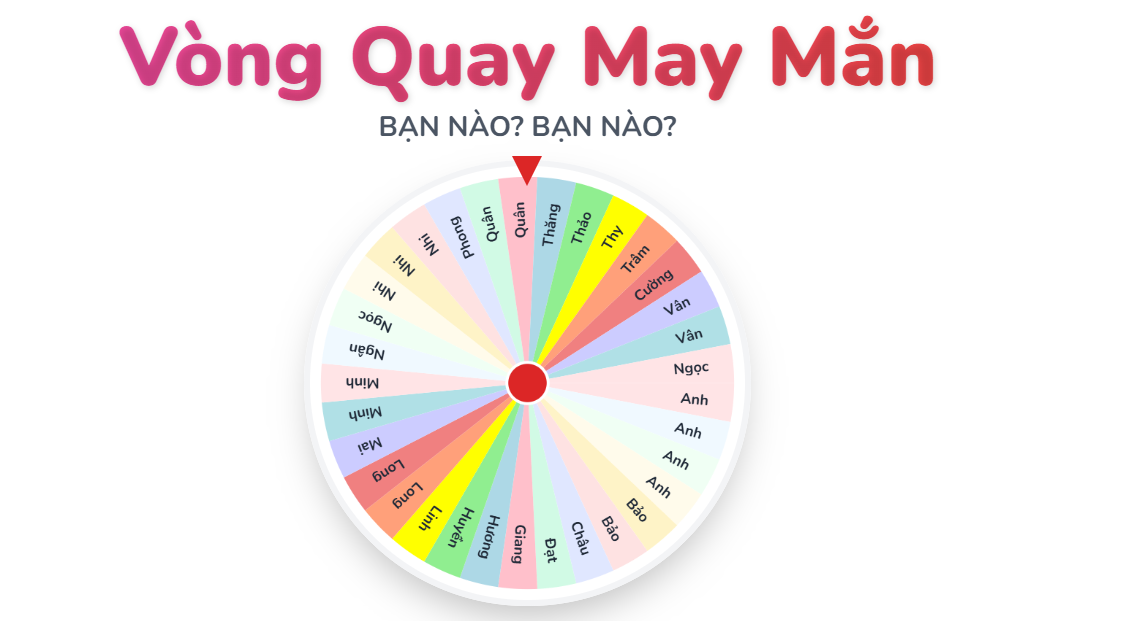 Vòng Quay May Mắn
BẠN NÀO? BẠN NÀO?
Quân
Thăng
Thảo
Thy
Trâm
Cường
Vân
Vân
Ngọc
Anh
Anh
Anh
Anh
Bảo
Bảo
Châu
Đạt
Giang
Hương
Huyền
Linh
Long
Long
Mai
Minh
Minh
Ngân
Ngọc
Nhi
Nhi
Nhi
Phong
Quân